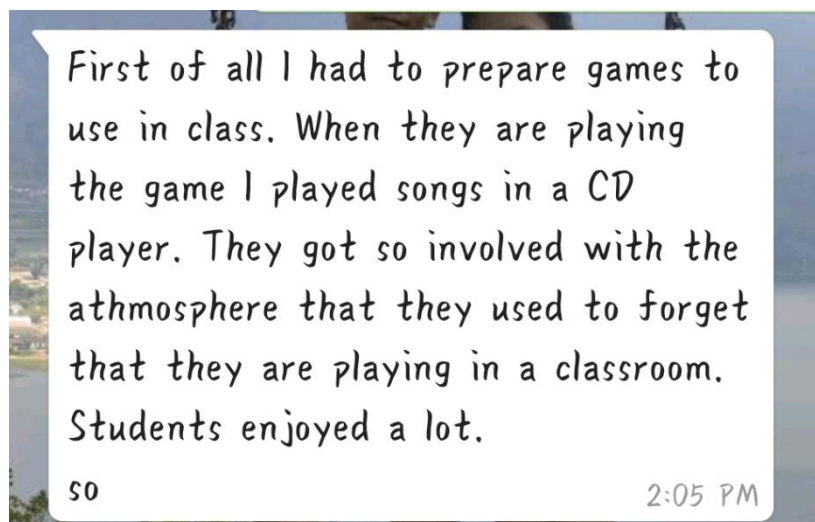 First of all I had to prepare games to
use in class. When they are playing
the game I played songs in a CD
player. They got so involved with the
athmosphere that they used to forget
that they are playing in a classroom.
Students enjoyed a lot.
so
2:05 PM